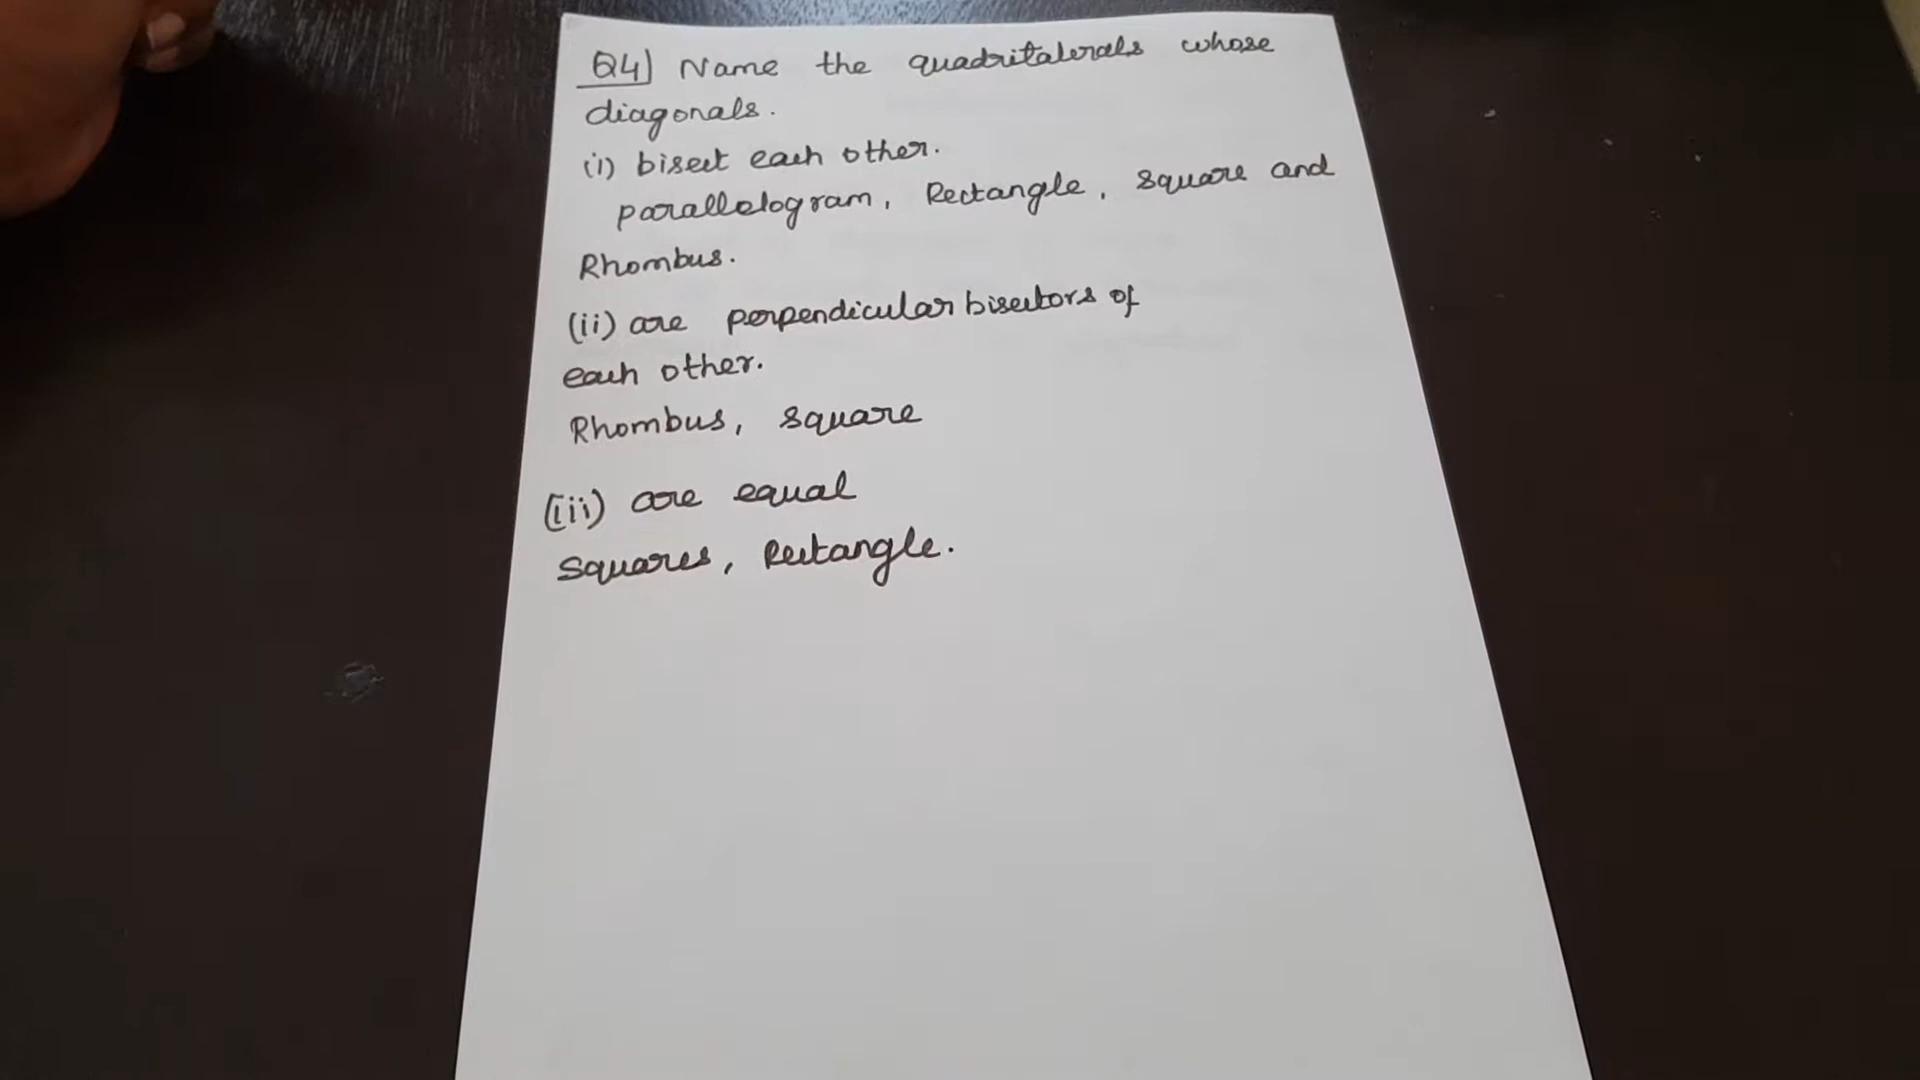 Q4) Name the quadritalerals whose
diagonals.
(i) bisect each other.
parallelogram, Rectangle, square and
Rhombus.
(ii) are perpendicular bisectors of
each other.
Rhombus, square
(iii) are equal
squares, Rectangle.